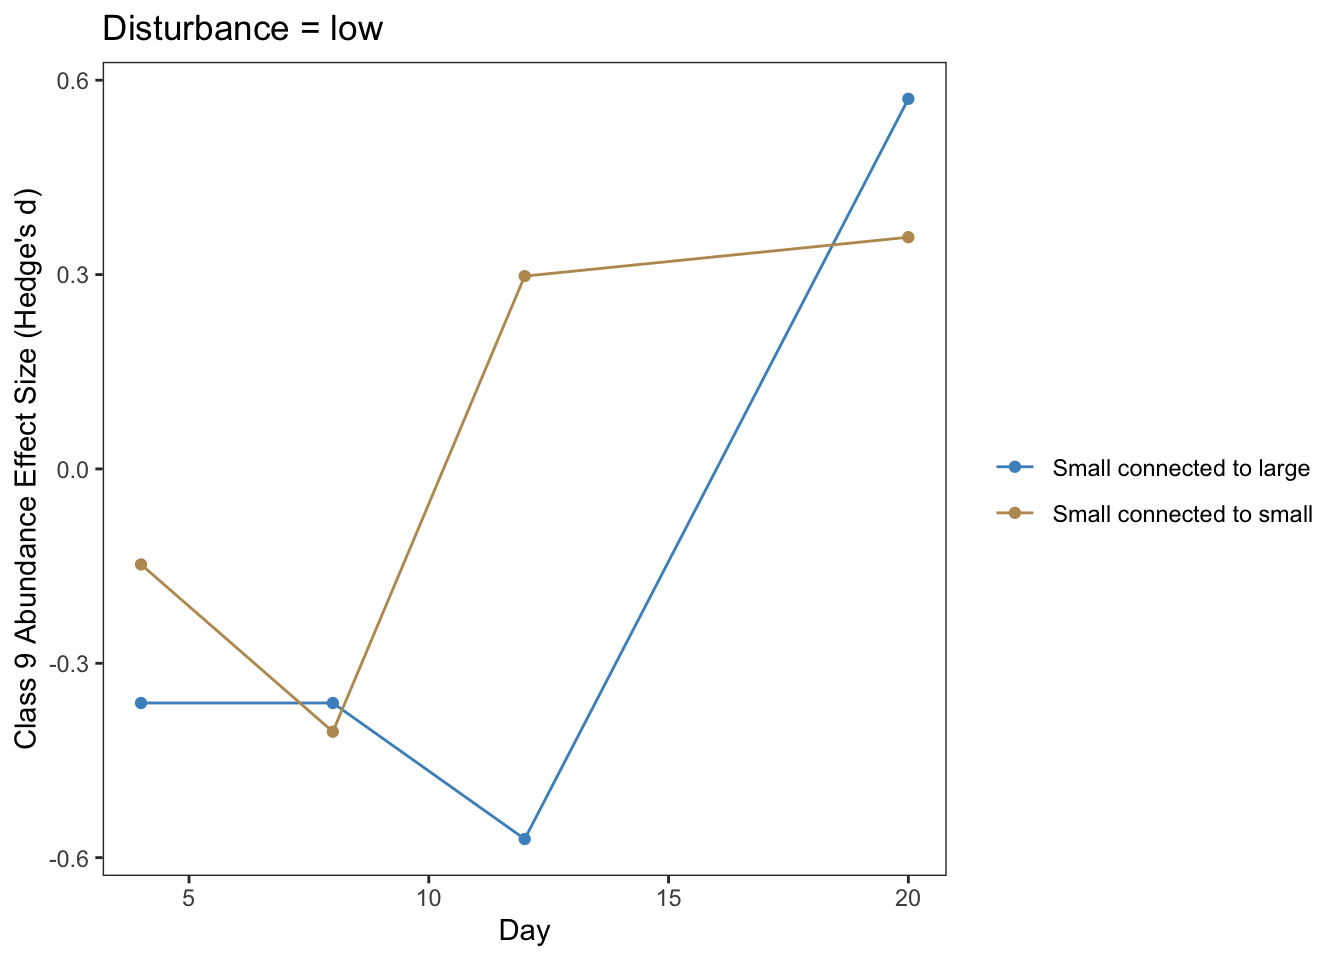 Disturbance = low
Class 9 Abundance Effect Size (Hedge's d)
0.6
0.3
0.0
-0.3
-0.6
5
10
15
20
Day
Small connected to large
Small connected to small